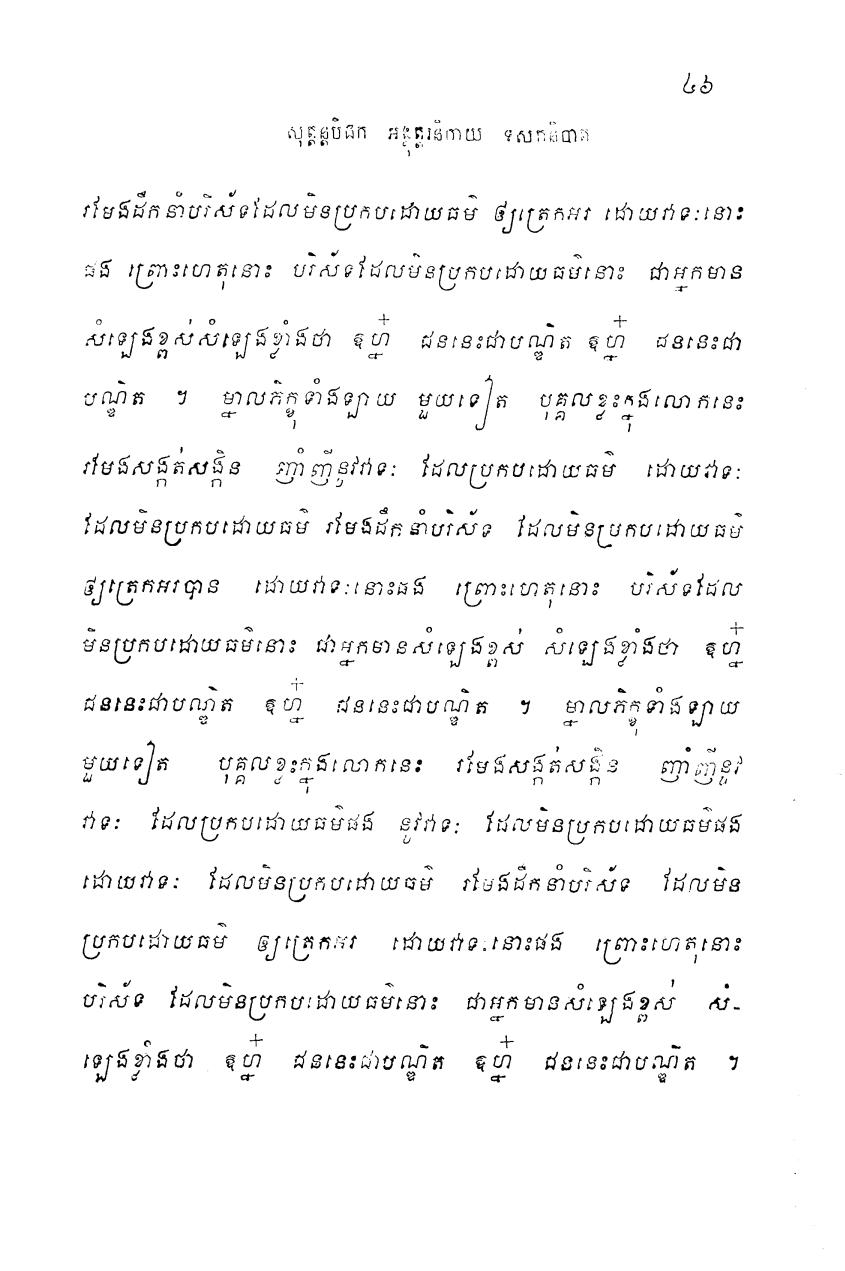 ៤៦
សុត្តន្តបិដក អង្គុត្តរនិកាយ ទសកនិបាត
រមែងដឹកនាំបរិស័ទដែលមិនប្រកបដោយធម៌ ឲ្យត្រេកអរ ដោយវាទៈនោះ
ផង ព្រោះហេតុនោះ បរិស័ទដែលមិនប្រកបដោយធម៌នោះ ជាអ្នកមាន
សំឡេងខ្ពស់សំឡេងខ្លាំងថា ឧហ្ន៎ ជននេះជាបណ្ឌិត ឧហ្ន៎ ជននេះជា
បណ្ឌិត ។ ម្នាលភិក្ខុទាំងឡាយ មួយទៀត បុគ្គលខ្លះក្នុងលោកនេះ
រមែងសង្កត់សង្កិន ញាំញីនូវវាទៈ ដែលប្រកបដោយធម៌ ដោយវាទៈ
ដែលមិនប្រកបដោយធម៌ រមែងដឹកនាំបរិស័ទ ដែលមិនប្រកបដោយធម៌
ឲ្យត្រេកអរបាន ដោយវាទៈនោះផង ព្រោះហេតុនោះ បរិស័ទដែល
មិនប្រកបដោយធម៌នោះ ជាអ្នកមានសំឡេងខ្ពស់ សំឡេងខ្លាំងថា ឧហ្ន៎
ជននេះជាបណ្ឌិត ឧហ្ន៎ ជននេះជាបណ្ឌិត ។ ម្នាលភិក្ខុទាំងឡាយ
មួយទៀត បុគ្គលខ្លះក្នុងលោកនេះ រមែងសង្កត់សង្កិន ញាំញីនូវ
វាទៈ ដែលប្រកបដោយធម៌ផង នូវវាទៈ ដែលមិនប្រកបដោយធម៌ផង
ដោយវាទៈ ដែលមិនប្រកបដោយធម៌ រមែងដឹកនាំបរិស័ទ ដែលមិន
ប្រកបដោយធម៌ ឲ្យត្រេកអរ ដោយវាទៈនោះផង ព្រោះហេតុនោះ
បរិស័ទ ដែលមិនប្រកបដោយធម៌នោះ ជាអ្នកមានសំឡេងខ្ពស់ សំ-
ឡេងខ្លាំងថា ឧហ្ន៎ ជននេះជាបណ្ឌិត ឧហ្ន៎ ជននេះជាបណ្ឌិត ។